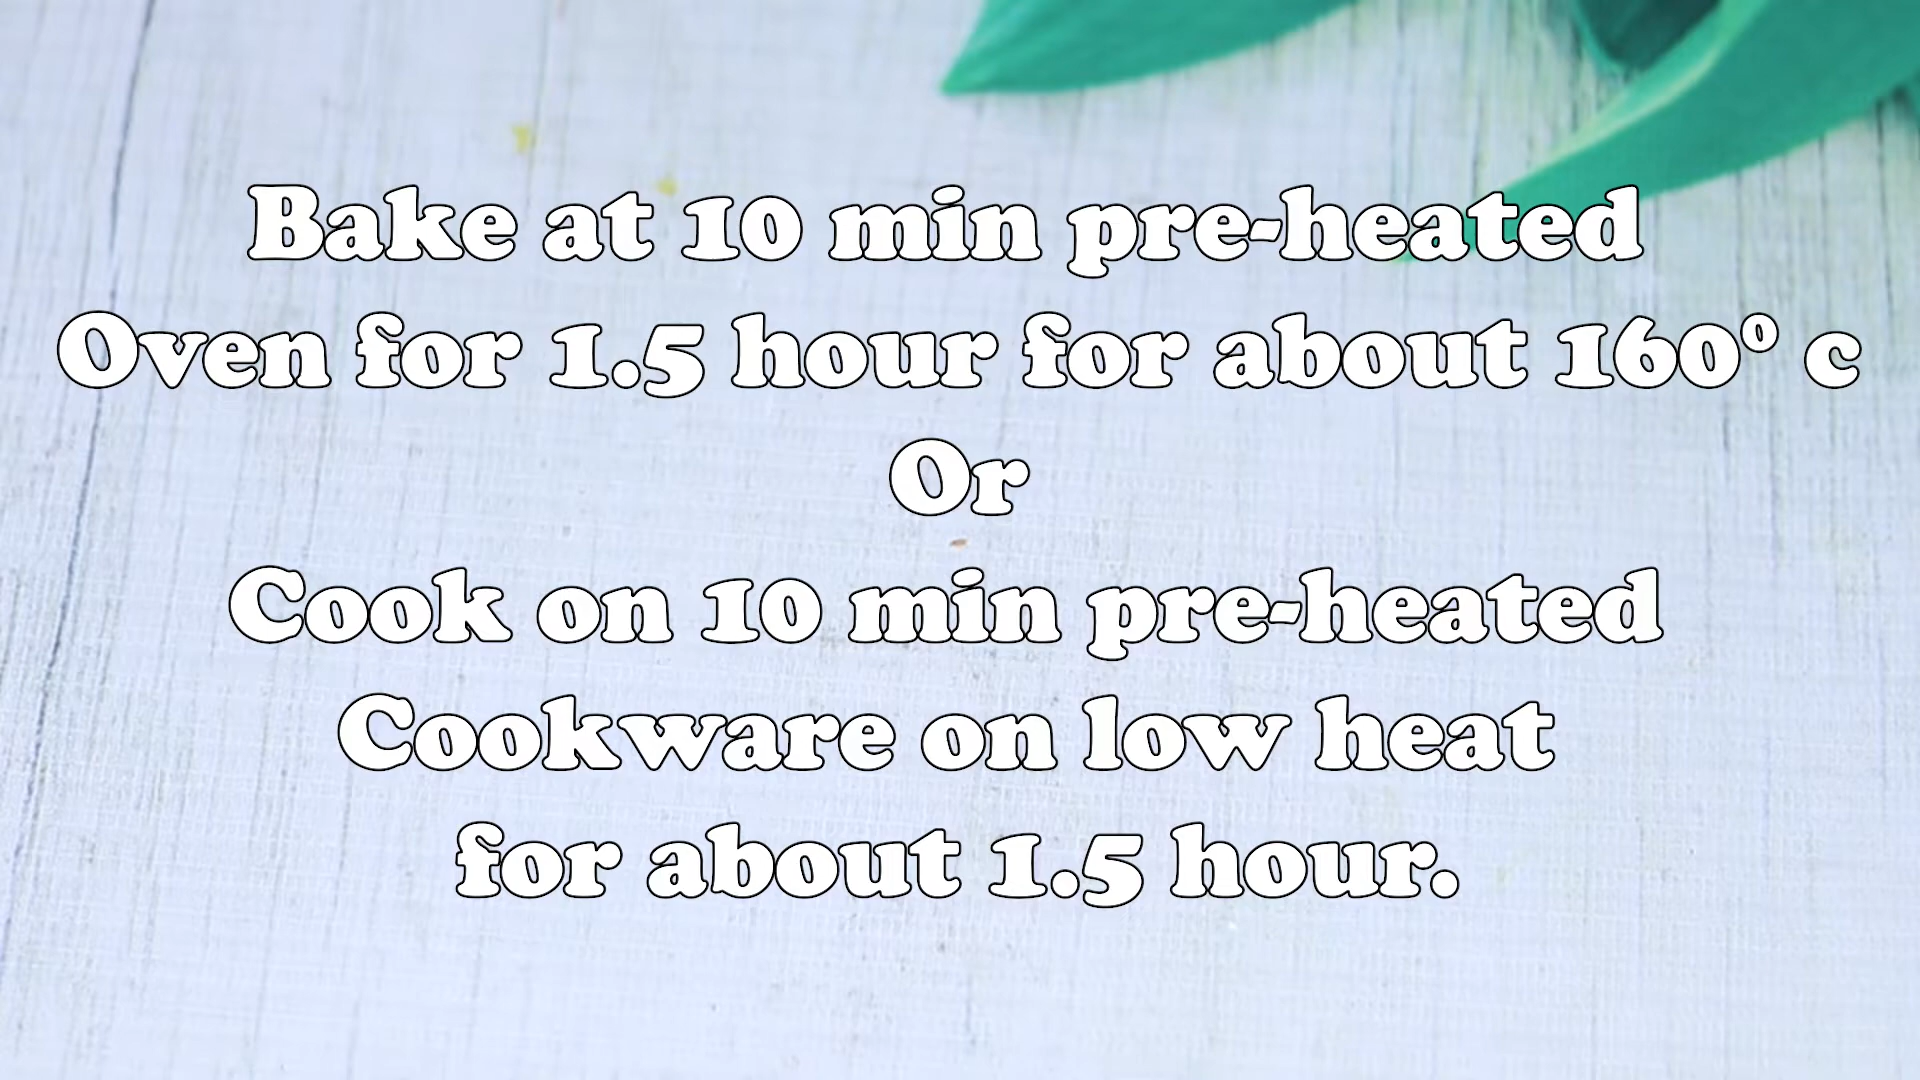 Bake at 10 min pre-heated
Oven for 1.5 hour for about 160° c
Or
Cook on 10 min pre-heated
Cookware on low heat
for about 1.5 hour.